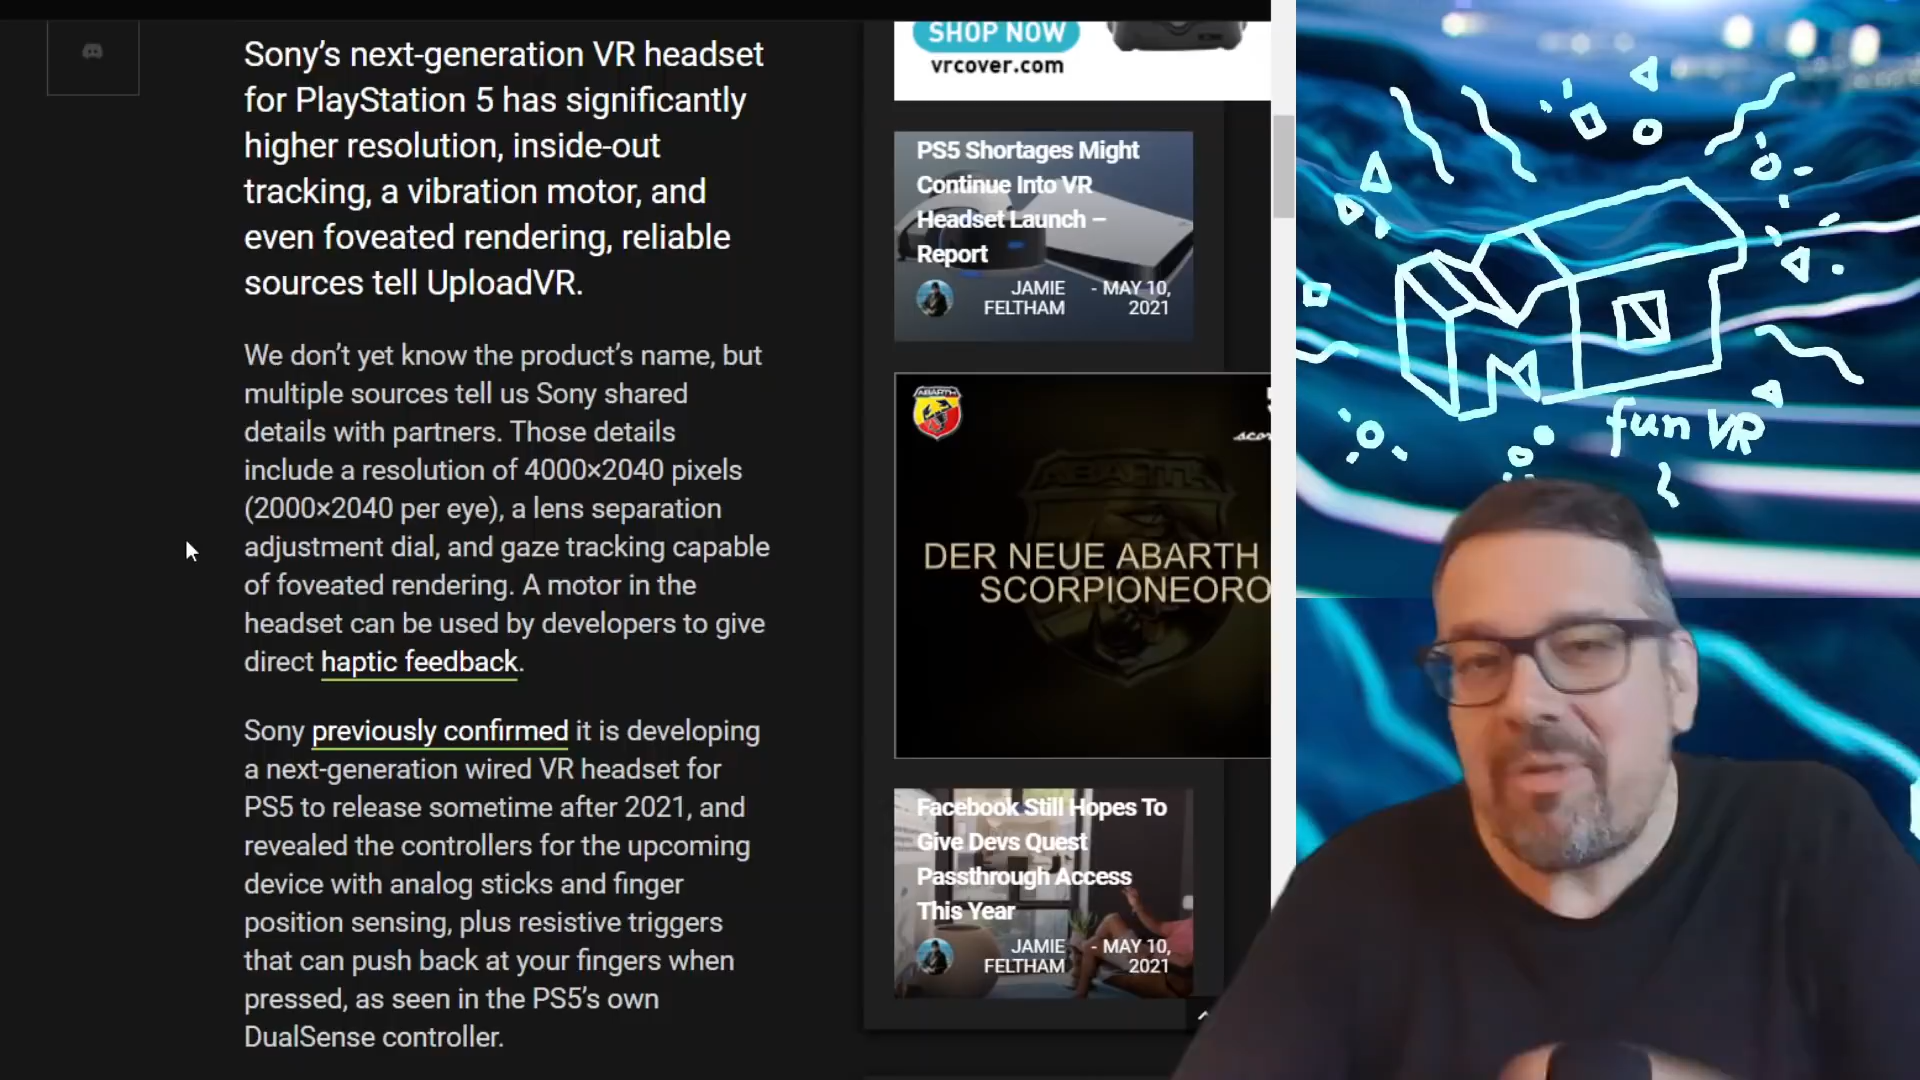 Sony’s next-generation VR headset
for PlayStation 5 has significantly
higher resolution, inside-out
tracking, a vibration motor, and
even foveated rendering, reliable
sources tell UploadVR.
We don’t yet know the product’s name, but
multiple sources tell us Sony shared
details with partners. Those details
include a resolution of 4000×2040 pixels
(2000×2040 per eye), a lens separation
adjustment dial, and gaze tracking capable
of foveated rendering. A motor in the
headset can be used by developers to give
direct haptic feedback.
Sony previously confirmed it is developing
a next-generation wired VR headset for
PS5 to release sometime after 2021, and
revealed the controllers for the upcoming
device with analog sticks and finger
position sensing, plus resistive triggers
that can push back at your fingers when
pressed, as seen in the PS5’s own
DualSense controller.
SHOP NOW
vrcover.com
PS5 Shortages Might
Continue Into VR
Headset Launch –
Report
JAMIE
FELTHAM
- MAY 10,
2021
ABARTH
DER NEUE ABARTH
SCORPIONEORO
Facebook Still Hopes To
Give Devs Quest
Passthrough Access
This Year
JAMIE
FELTHAM
- MAY 10,
2021
fun VR